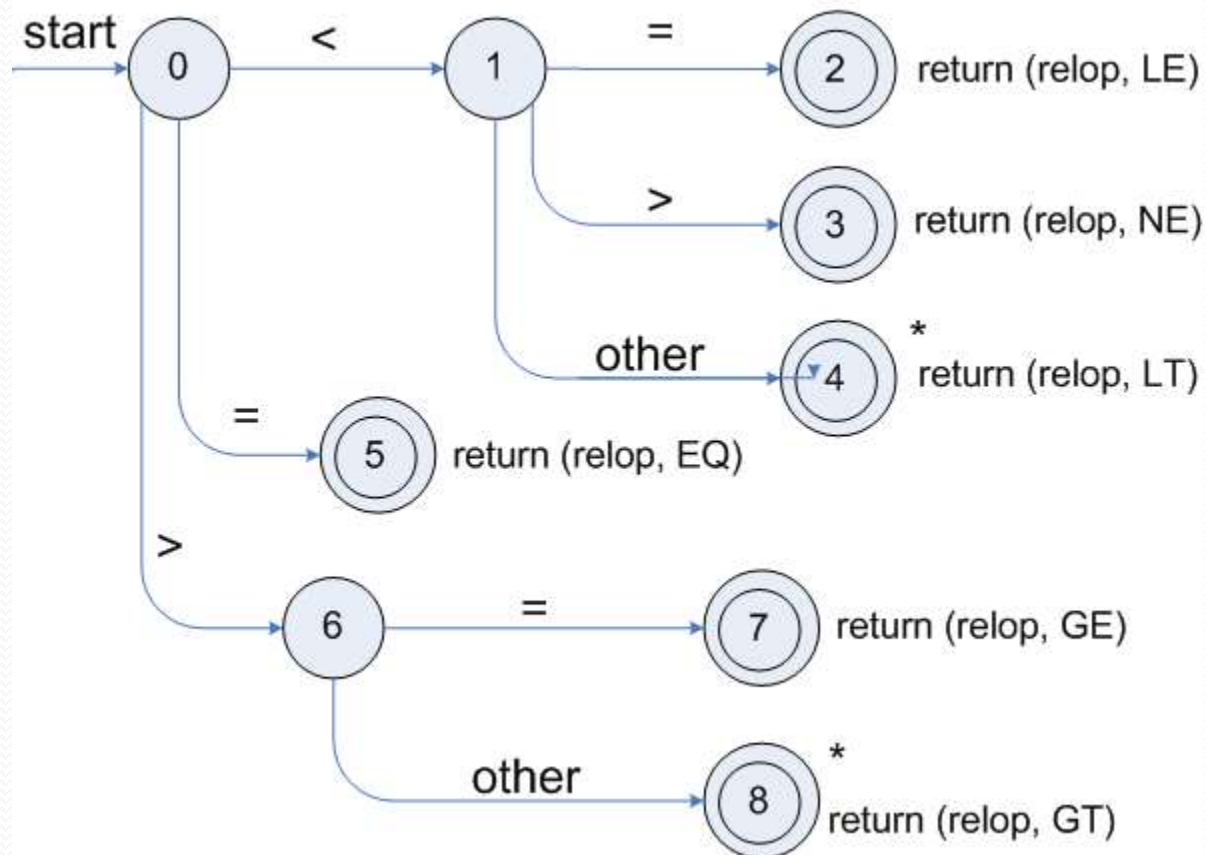 start
0
<
1
=
2
return (relop, LE)
>
3
return (relop, NE)
other
4
*
return (relop, LT)
=
5
return (relop, EQ)
>
6
=
7
return (relop, GE)
other
8
*
return (relop, GT)